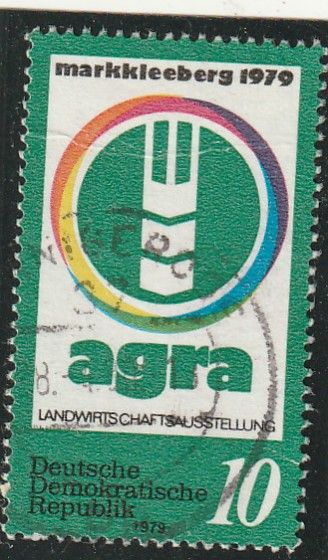 markkleeberg 1979
agra
LANDWIRTSCHAFTSAUSSTELLUNG
Deutsche
Demokratische
Republik
10
1979